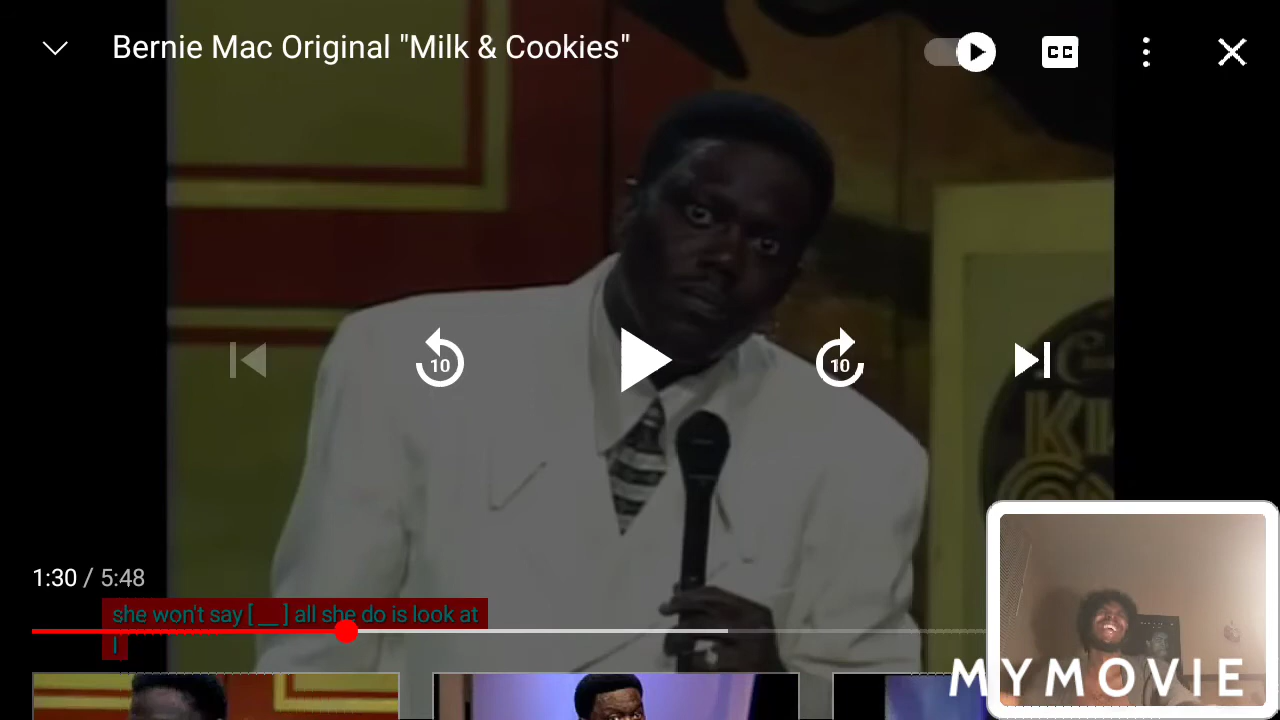 Bernie Mac Original "Milk & Cookies"
CC
10
10
KI
1:30 / 5:48
she won't say [ __ ] all she do is look at
I
MYMOVIE